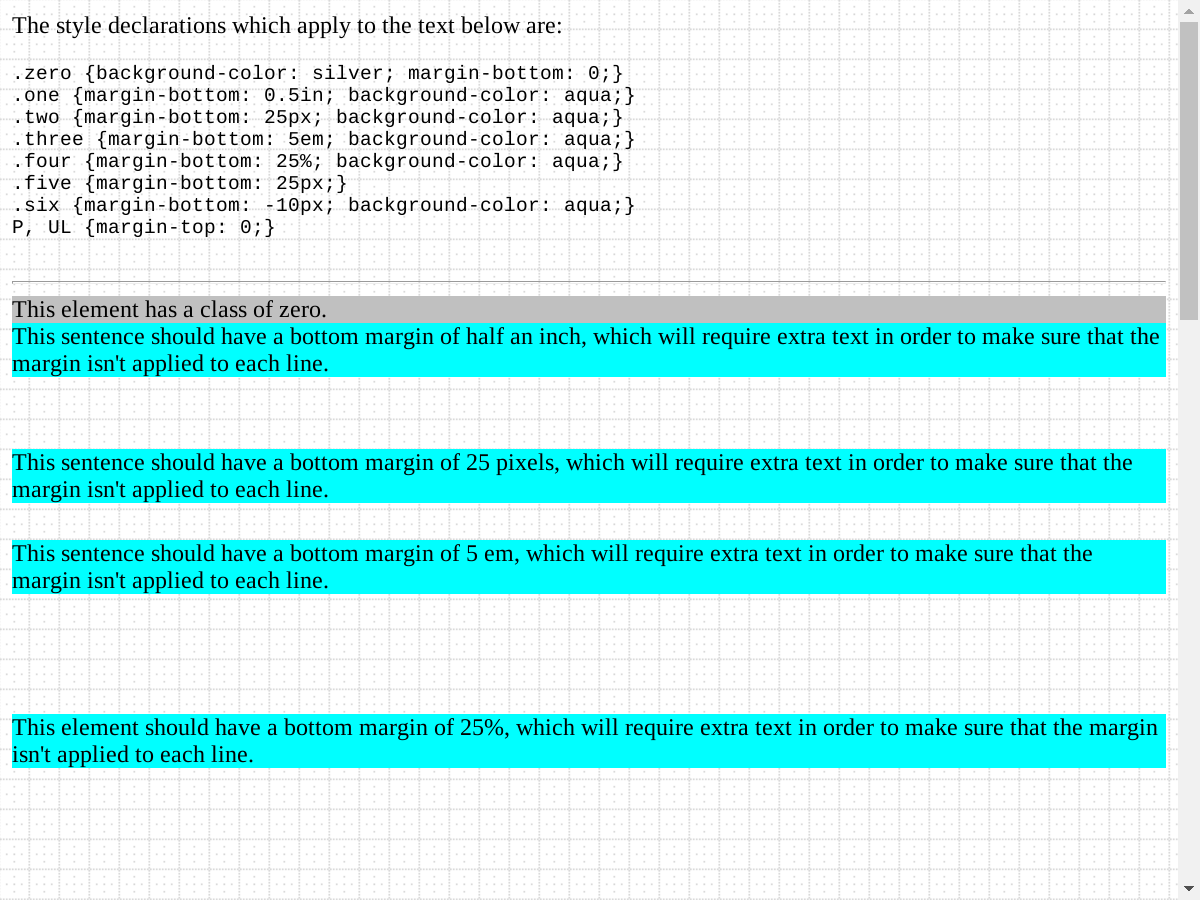 The style declarations which apply to the text below are:
.zero {background-color: silver; margin-bottom: 0;}
.one {margin-bottom: 0.5in; background-color: aqua;}
.two {margin-bottom: 25px; background-color: aqua;}
.three {margin-bottom: 5em; background-color: aqua;}
.four {margin-bottom: 25%; background-color: aqua;}
.five {margin-bottom: 25px;}
.six {margin-bottom: -10px; background-color: aqua;}
P, UL {margin-top: 0;}
This element has a class of zero.
This sentence should have a bottom margin of half an inch, which will require extra text in order to make sure that the
margin isn't applied to each line.
This sentence should have a bottom margin of 25 pixels, which will require extra text in order to make sure that the
margin isn't applied to each line.
This sentence should have a bottom margin of 5 em, which will require extra text in order to make sure that the
margin isn't applied to each line.
This element should have a bottom margin of 25%, which will require extra text in order to make sure that the margin
isn't applied to each line.